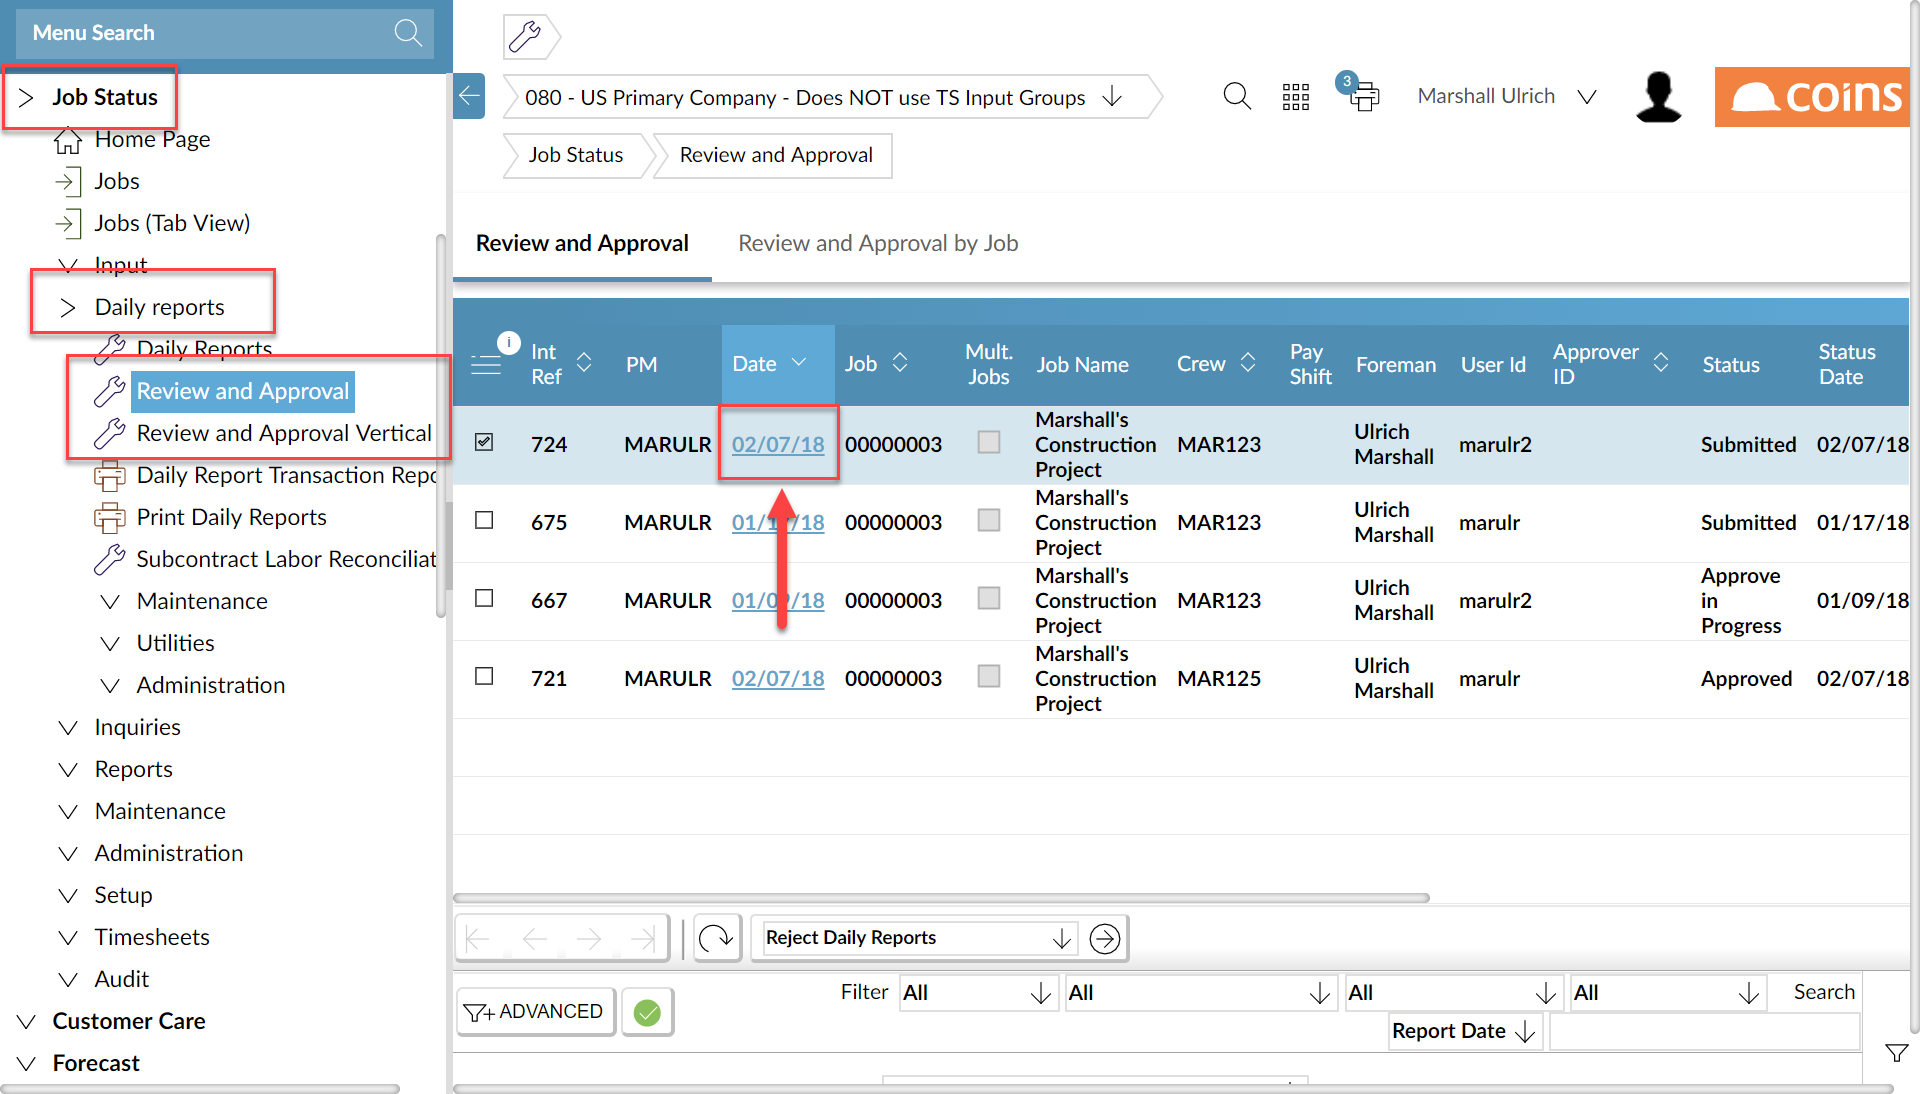 Menu Search
Job Status
Home Page
Jobs
Jobs (Tab View)
Input
Daily reports
Daily Reports
Review and Approval
Review and Approval Vertical
Daily Report Transaction Repo
Print Daily Reports
Subcontract Labor Reconciliat
Maintenance
Utilities
Administration
Inquiries
Reports
Maintenance
Administration
Setup
Timesheets
Audit
Customer Care
Forecast
080 - US Primary Company - Does NOT use TS Input Groups
3
Marshall Ulrich
coins
Job Status
Review and Approval
Review and Approval
Review and Approval by Job
i
Int Ref PM Date Job Mult. Jobs Job Name Crew Pay Shift Foreman User Id Approver ID Status Status Date
724 MARULR 02/07/18 00000003 Marshall's Construction Project MAR123 Ulrich Marshall marulr2 Submitted 02/07/18
675 MARULR 00000003 Marshall's Construction Project MAR123 Ulrich Marshall marulr Submitted 01/17/18
667 MARULR 00000003 Marshall's Construction Project MAR123 Ulrich Marshall marulr2 Approve in Progress 01/09/18
721 MARULR 02/07/18 00000003 Marshall's Construction Project MAR125 Ulrich Marshall marulr Approved 02/07/18
Reject Daily Reports
ADVANCED
Filter All All All All Search
Report Date